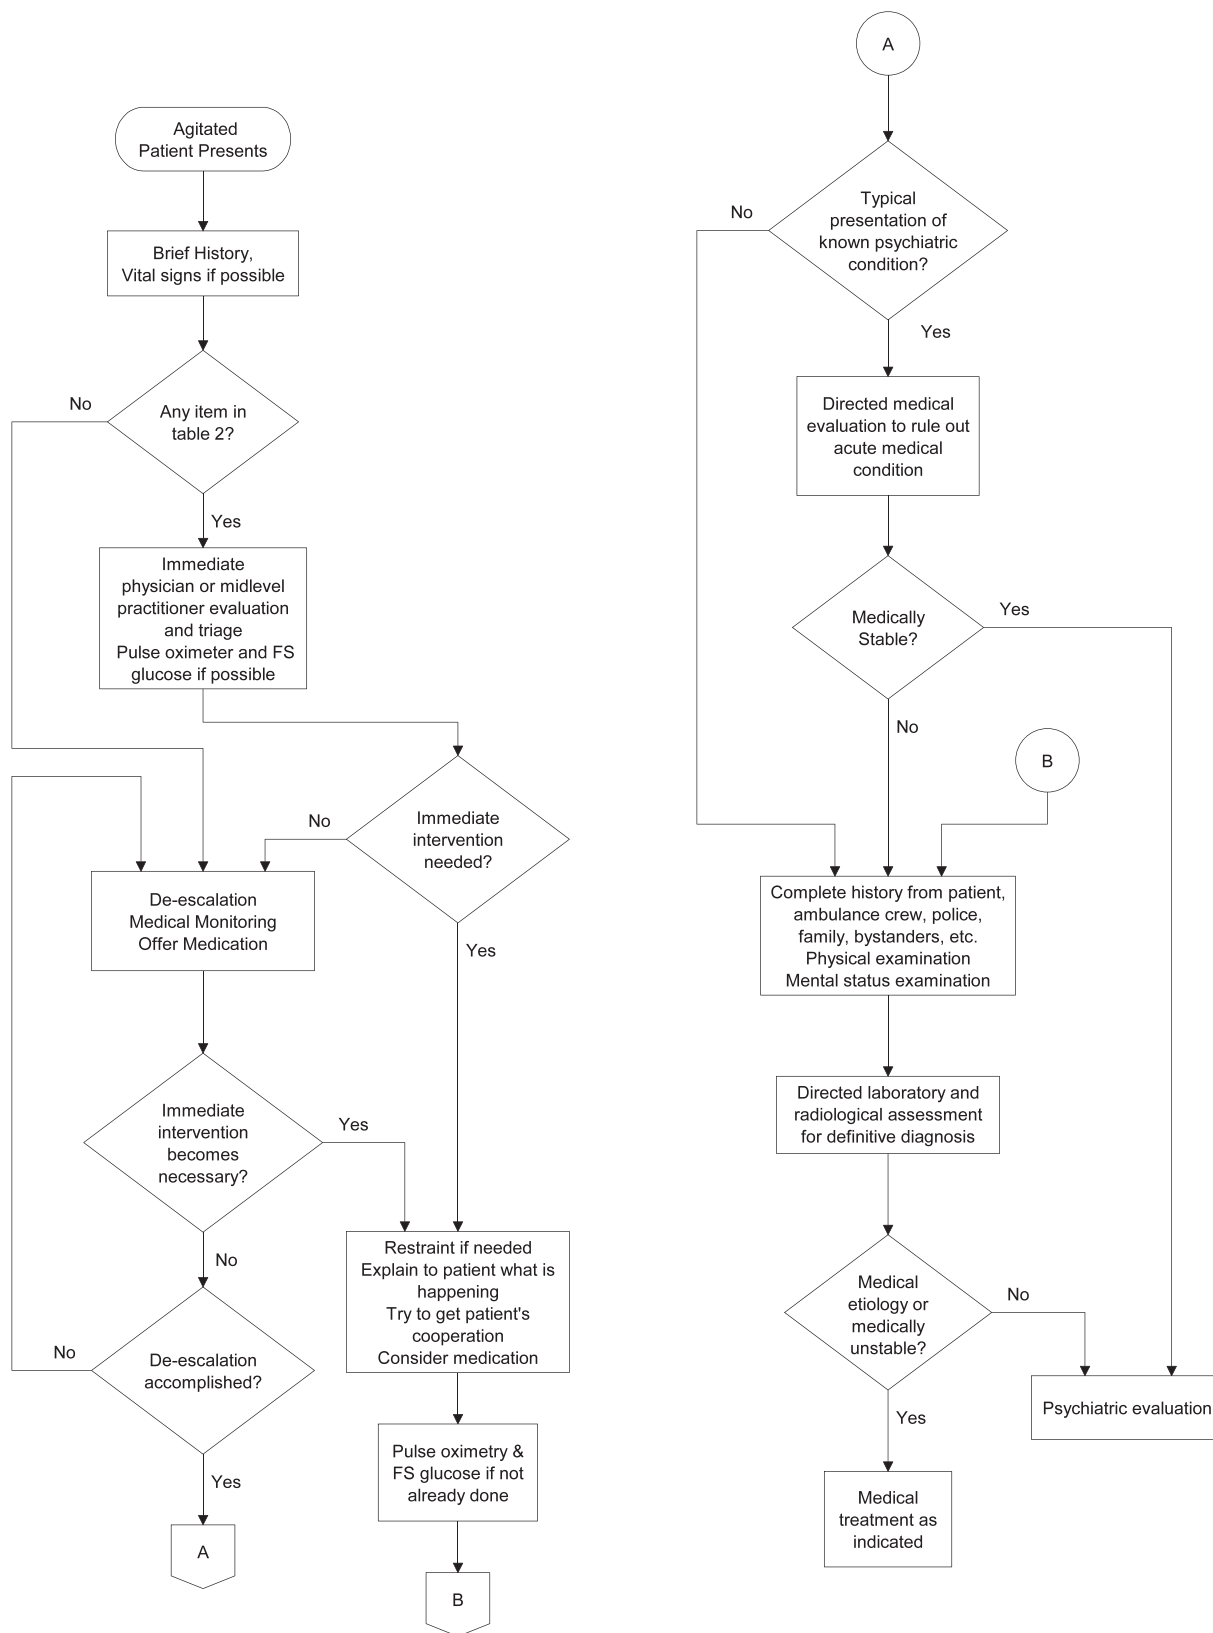 Agitated
Patient Presents
Brief History,
Vital signs if possible
Any item in
table 2?
No
Yes
Immediate
physician or midlevel
practitioner evaluation
and triage
Pulse oximeter and FS
glucose if possible
Immediate
intervention
needed?
No
Yes
De-escalation
Medical Monitoring
Offer Medication
Immediate
intervention
becomes
necessary?
Yes
No
De-escalation
accomplished?
No
Yes
A
Restraint if needed
Explain to patient what is
happening
Try to get patient's
cooperation
Consider medication
Pulse oximetry &
FS glucose if not
already done
B
A
Typical
presentation of
known psychiatric
condition?
No
Yes
Directed medical
evaluation to rule out
acute medical
condition
Medically
Stable?
Yes
No
B
Complete history from patient,
ambulance crew, police,
family, bystanders, etc.
Physical examination
Mental status examination
Directed laboratory and
radiological assessment
for definitive diagnosis
Medical
etiology or
medically
unstable?
No
Yes
Psychiatric evaluation
Medical
treatment as
indicated